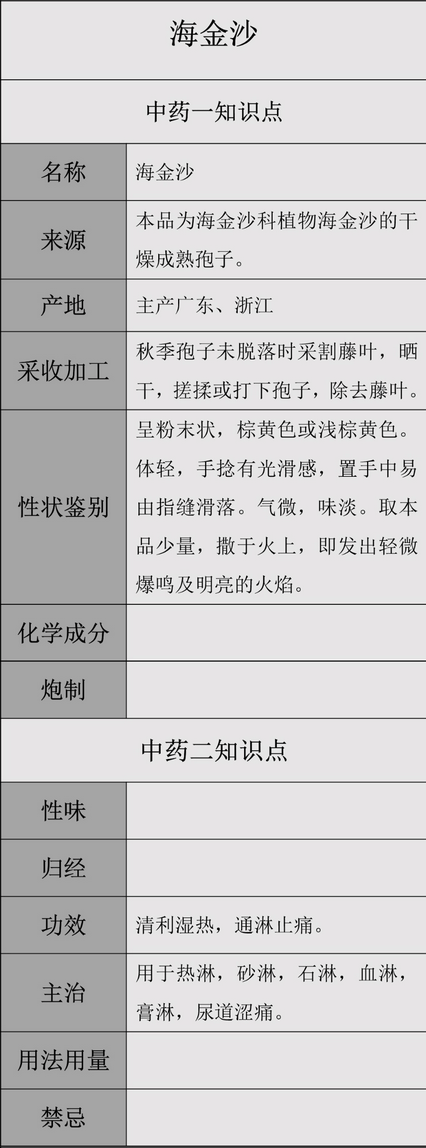 海金沙
中药一知识点
名称
海金沙
来源
本品为海金沙科植物海金沙的干
燥成熟孢子。
产地
主产广东、浙江
采收加工
秋季孢子未脱落时采割藤叶，晒
干，搓揉或打下孢子，除去藤叶。
性状鉴别
呈粉末状，棕黄色或浅棕黄色。
体轻，手捻有光滑感，置手中易
由指缝滑落。气微，味淡。取本
品少量，撒于火上，即发出轻微
爆鸣及明亮的火焰。
化学成分
炮制
中药二知识点
性味
归经
功效
清利湿热，通淋止痛。
主治
用于热淋，砂淋，石淋，血淋，
膏淋，尿道涩痛。
用法用量
禁忌